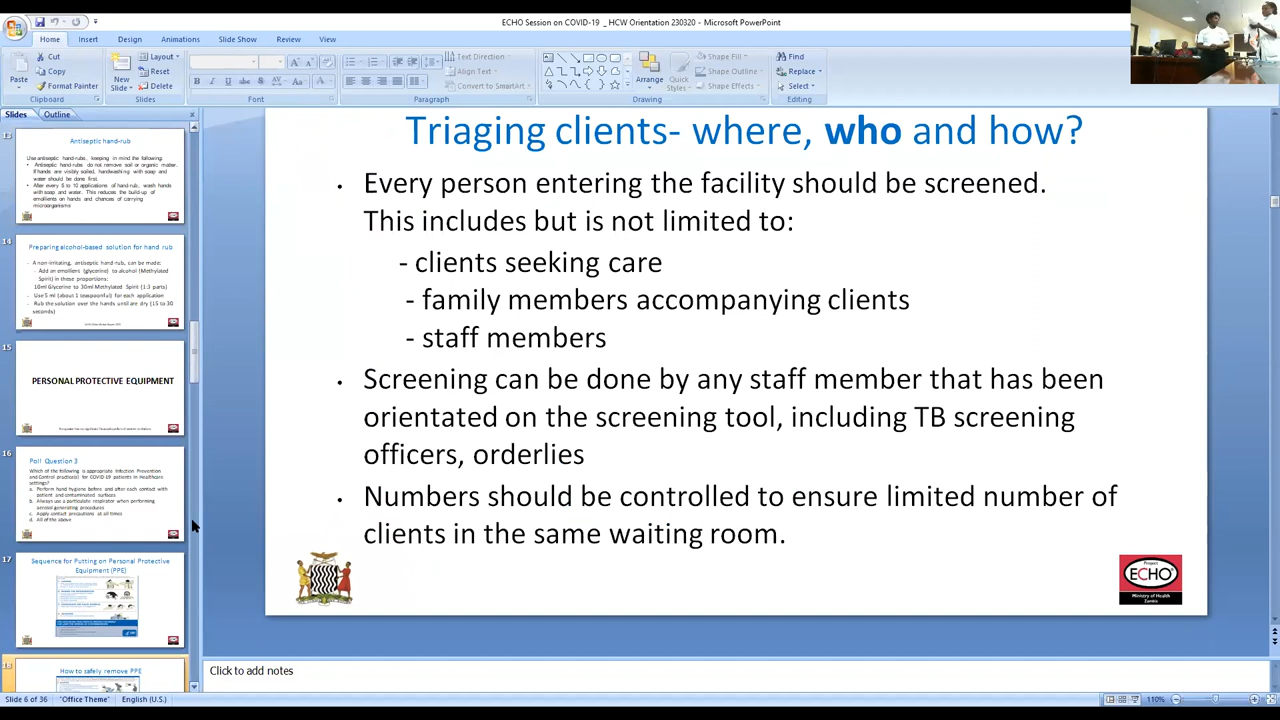 ECHO Session on COVID-19 _ HCW Orientation 230320 - Microsoft PowerPoint
Home Insert Design Animations Slide Show Review View
Paste
Cut
Copy
Format Painter
Clipboard
New
Slide
Layout
Reset
Delete
Slides
B I U abc S AV Aa A
Font
Text Direction
Align Text
Convert to SmartArt
Paragraph
Arrange
Quick
Styles
Shape Fill
Shape Outline
Shape Effects
Drawing
Find
Replace
Select
Editing
Slides Outline
13
Antiseptic hand-rub
Use antiseptic hand-rubs, keeping in mind the following:
• Antiseptic hand-rubs do not remove soil or organic matter.
If hands are visibly soiled, handwashing with soap and
water should be done first.
• After every 5 to 10 applications of hand-rub, wash hands
with soap and water. This reduces the build-up of
emollients on hands and chances of carrying
microorganisms
14
Preparing alcohol-based solution for hand rub
- A non-irritating, antiseptic hand rub, can be made:
- Add an emollient (glycerine) to alcohol (Methylated
Spirit) in these proportions:
10ml Glycerine to 30ml Methylated Spirit (1:3 parts)
- Use 5 ml (about 1 teaspoonful) for each application
- Rub the solution over the hands until are dry (15 to 30
seconds)
15
PERSONAL PROTECTIVE EQUIPMENT
16
Poll Question 3
Which of the following is appropriate Infection Prevention
and Control practice(s) for COVID-19 patients in Healthcare
settings?
a. Perform hand hygiene before and after each contact with
patient and contaminated surfaces
b. Always use a particulate respirator when performing
aerosol generating procedures
c. Apply contact precautions at all times
d. All of the above
17
Sequence for Putting on Personal Protective
Equipment (PPE)
18
How to safely remove PPE
Triaging clients- where, who and how?
• Every person entering the facility should be screened.
This includes but is not limited to:
- clients seeking care
- family members accompanying clients
- staff members
• Screening can be done by any staff member that has been
orientated on the screening tool, including TB screening
officers, orderlies
• Numbers should be controlled to ensure limited number of
clients in the same waiting room.
Project
ECHO
Ministry of Health
Zambia
Click to add notes
Slide 6 of 36 "Office Theme" English (U.S.) 110%